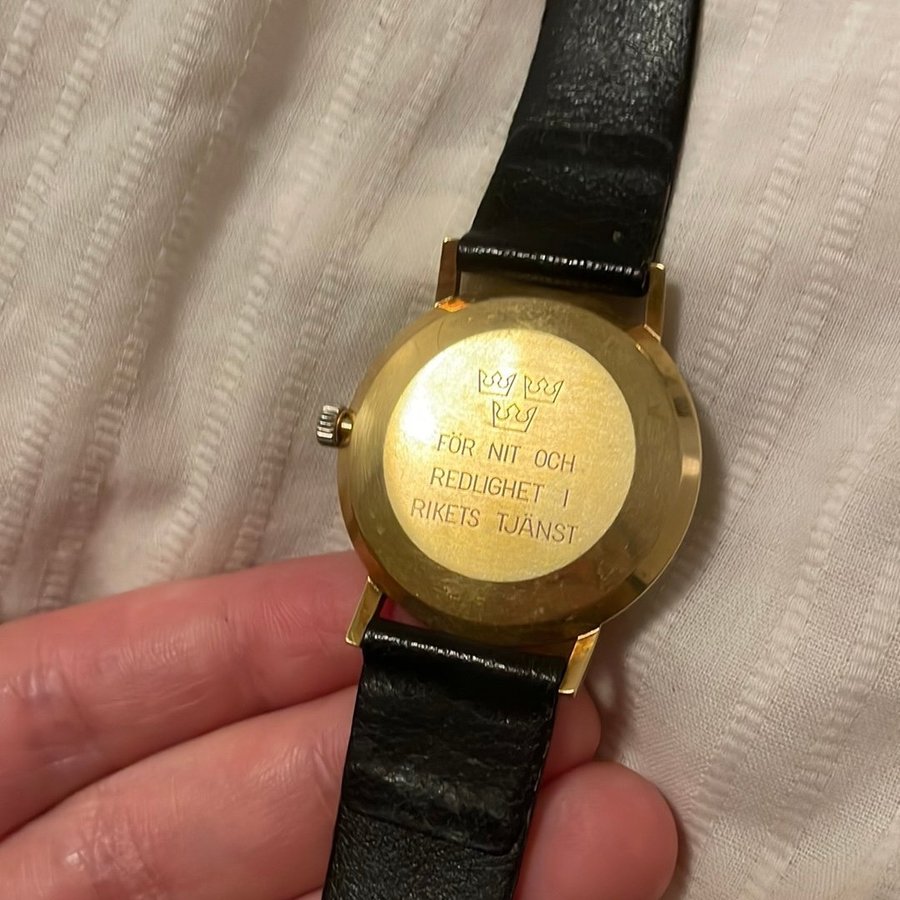 FÖR NIT OCH
REDLIGHET I
RIKETS TJÄNST